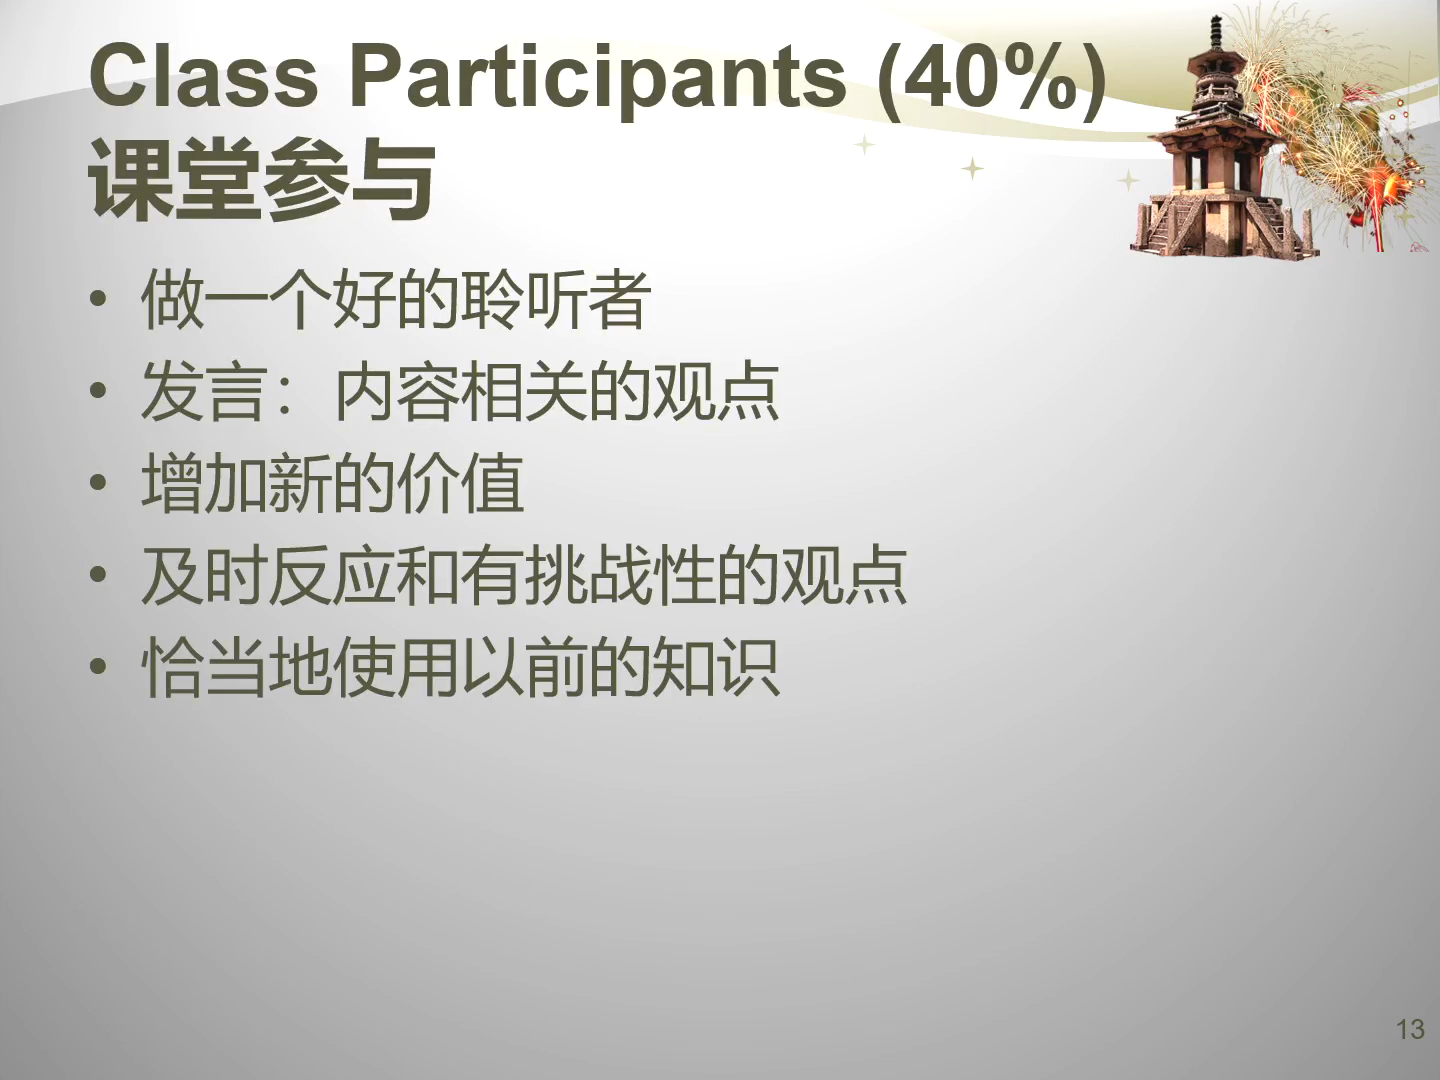 Class Participants (40%)
课堂参与
• 做一个好的聆听者
• 发言：内容相关的观点
• 增加新的价值
• 及时反应和有挑战性的观点
• 恰当地使用以前的知识
13